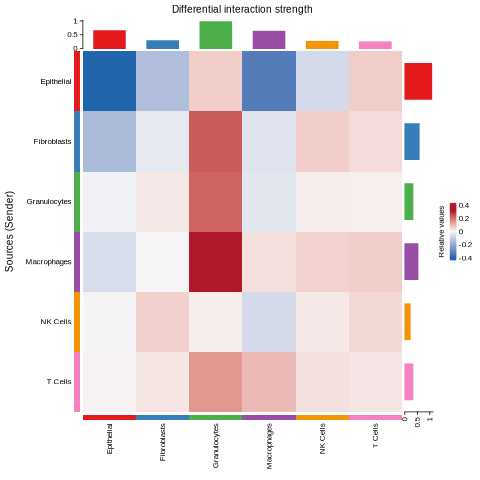 Differential interaction strength
1
0.5
0
Epithelial
Fibroblasts
Granulocytes
Macrophages
NK Cells
T Cells
Sources (Sender)
Relative values
0.4
0.2
0
-0.2
-0.4
0
0.5
1
Epithelial
Fibroblasts
Granulocytes
Macrophages
NK Cells
T Cells